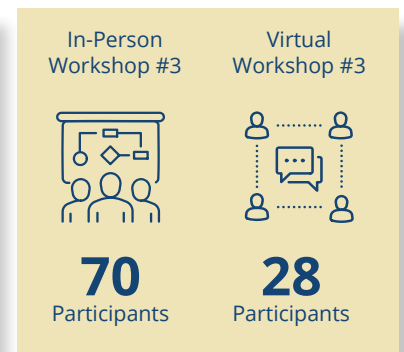 In-Person
Workshop #3
70
Participants
Virtual
Workshop #3
28
Participants